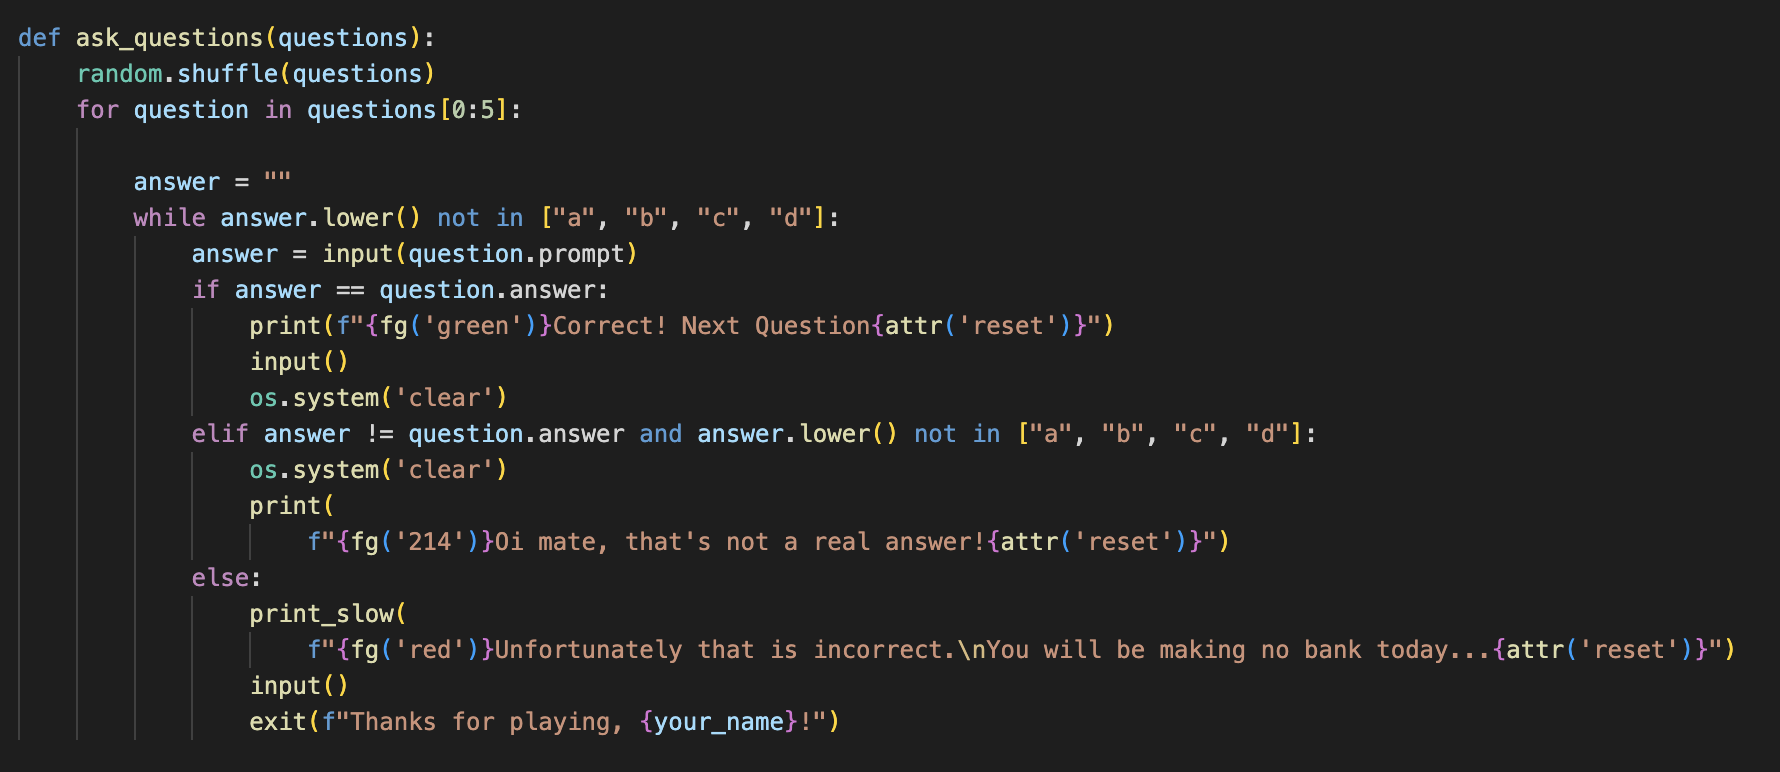 def ask_questions(questions):
    random.shuffle(questions)
    for question in questions[0:5]:

        answer = ""
        while answer.lower() not in ["a", "b", "c", "d"]:
            answer = input(question.prompt)
            if answer == question.answer:
                print(f"{fg('green')}Correct! Next Question{attr('reset')}")
                input()
                os.system('clear')
            elif answer != question.answer and answer.lower() not in ["a", "b", "c", "d"]:
                os.system('clear')
                print(
                    f"{fg('214')}Oi mate, that's not a real answer!{attr('reset')}")
            else:
                print_slow(
                    f"{fg('red')}Unfortunately that is incorrect.\nYou will be making no bank today...{attr('reset')}")
                input()
                exit(f"Thanks for playing, {your_name}!")